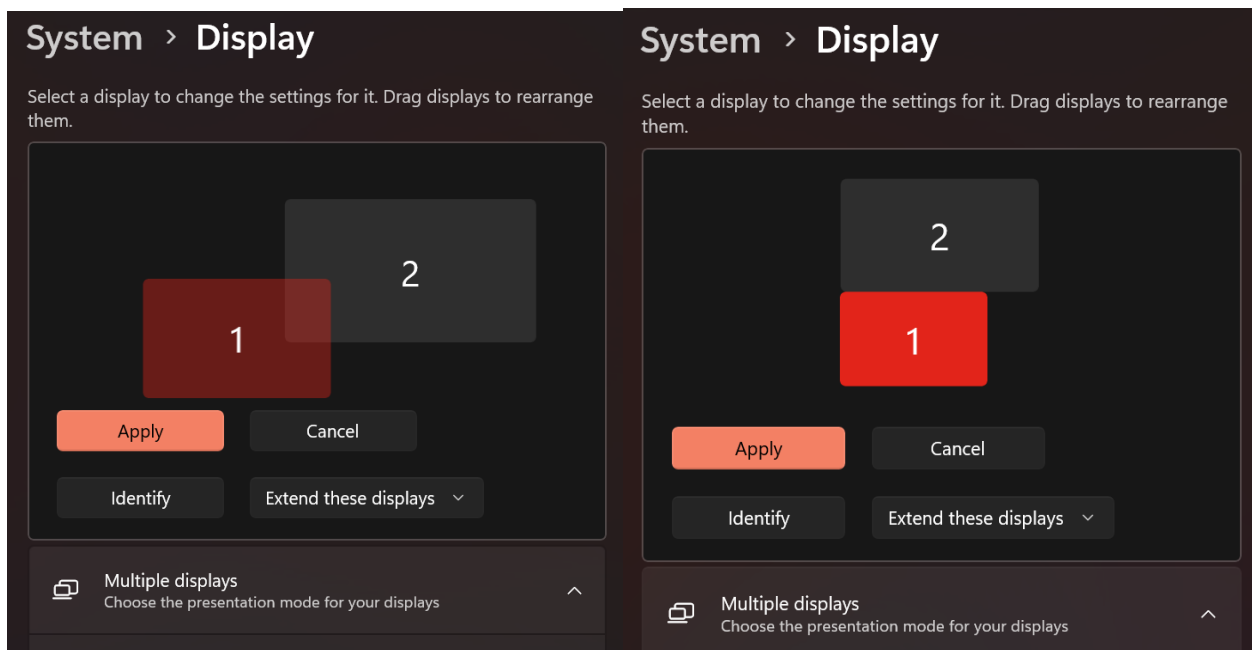 System > Display
Select a display to change the settings for it. Drag displays to rearrange
them.
2
1
Apply
Cancel
Identify
Extend these displays
Multiple displays
Choose the presentation mode for your displays
System > Display
Select a display to change the settings for it. Drag displays to rearrange
them.
2
1
Apply
Cancel
Identify
Extend these displays
Multiple displays
Choose the presentation mode for your displays